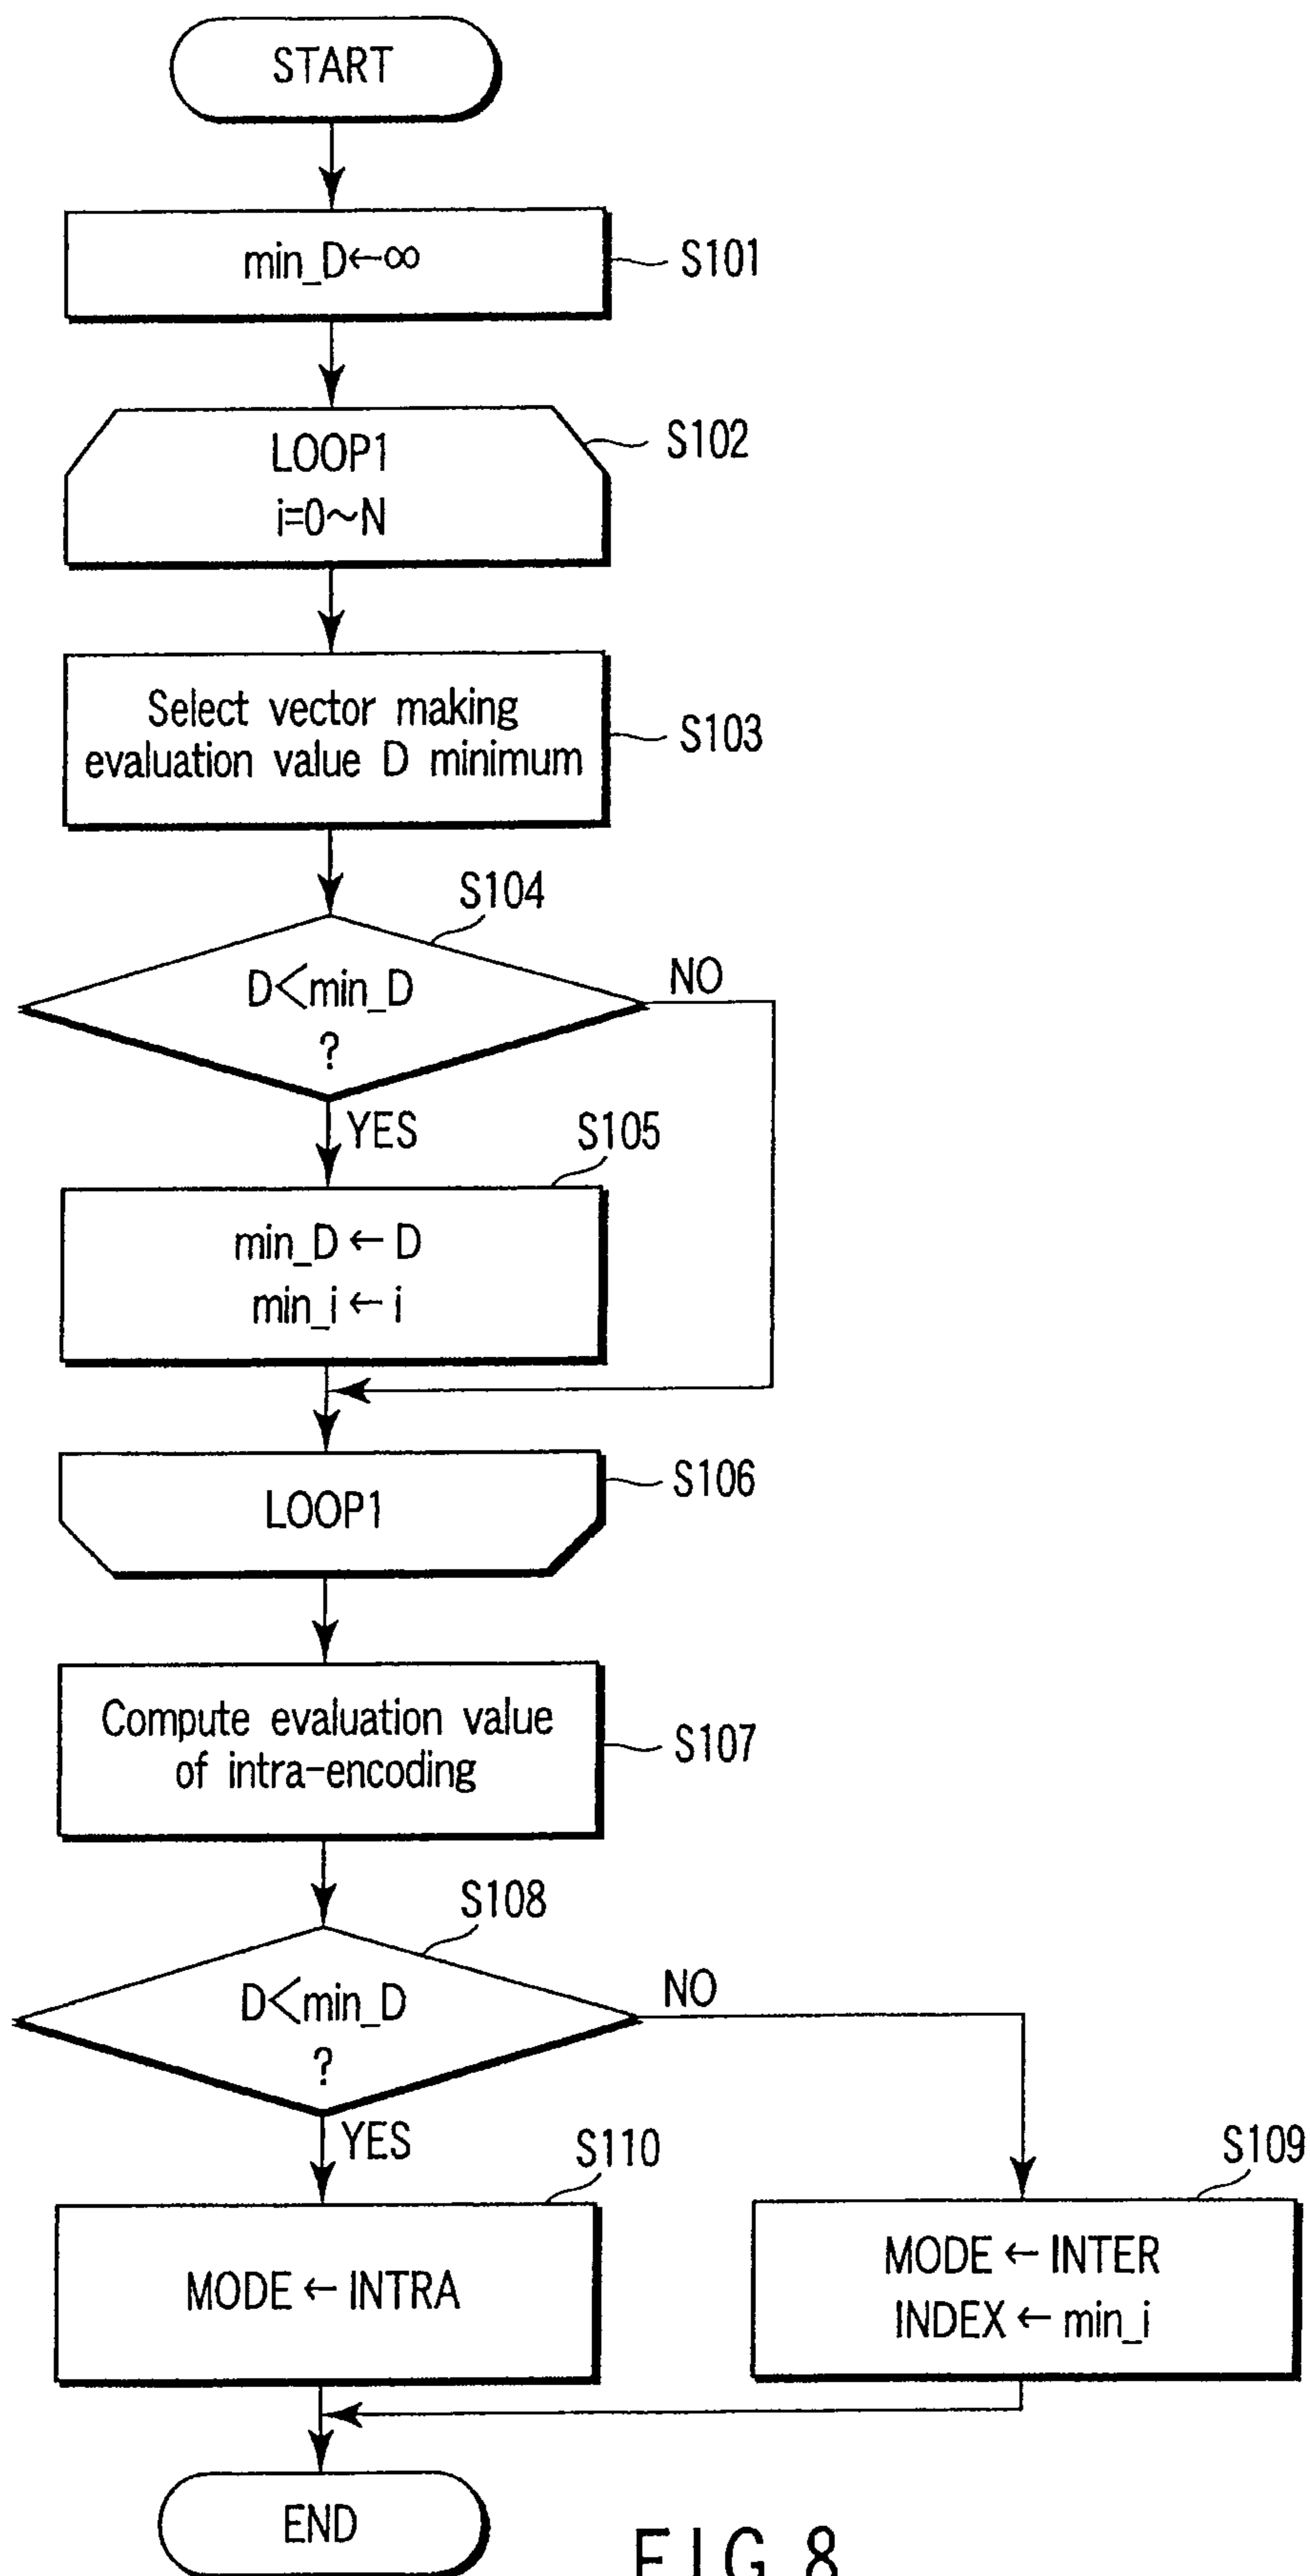 START
min_D←∞
S101
LOOP1
i=0~N
S102
Select vector making
evaluation value D minimum
S103
S104
D<min_D
?
NO
YES
S105
min_D ← D
min_i ← i
LOOP1
S106
Compute evaluation value
of intra-encoding
S107
S108
D<min_D
?
NO
YES
S110
S109
MODE ← INTRA
MODE ← INTER
INDEX ← min_i
END
FIG. 8